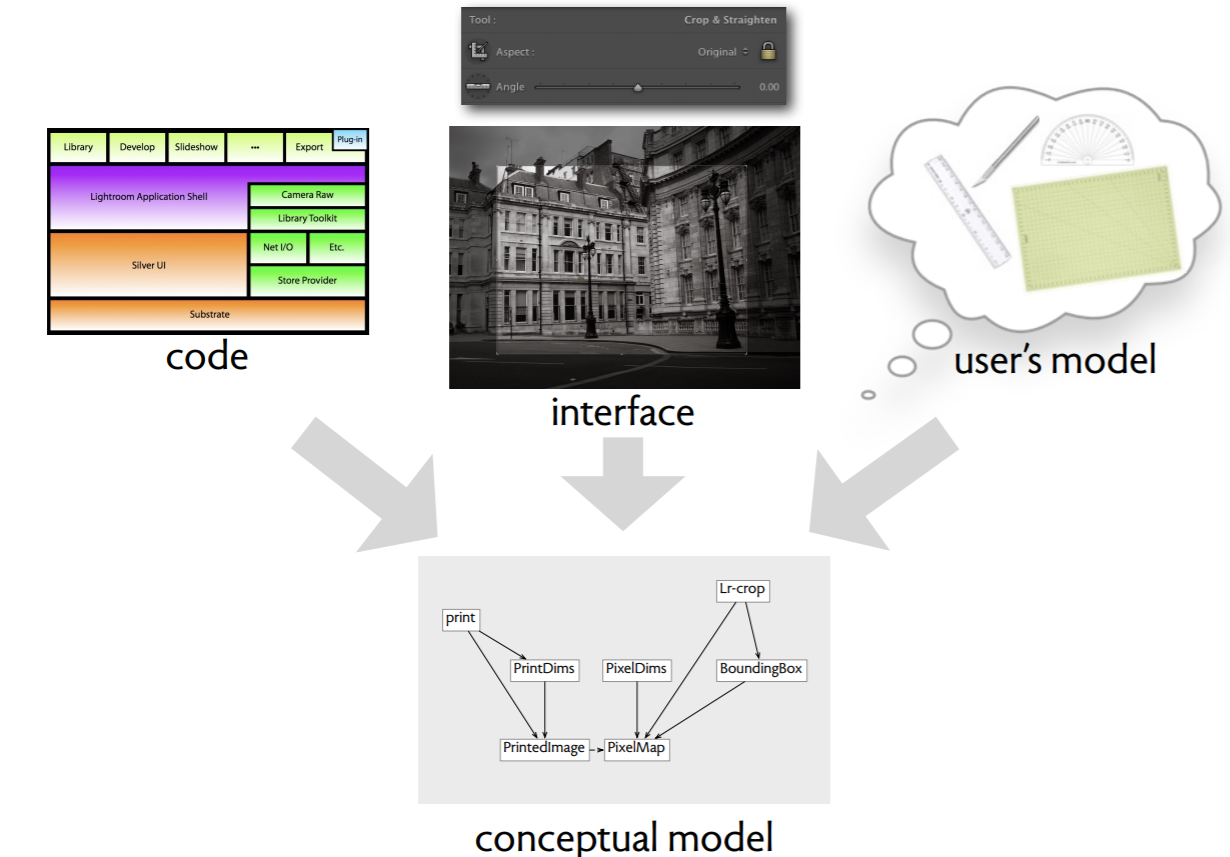 Tool : Crop & Straighten
Aspect : Original
Angle 0.00
Library Develop Slideshow ... Export Plug-in
Lightroom Application Shell
Camera Raw
Library Toolkit
Silver UI
Net I/O Etc.
Store Provider
Substrate
code
interface
user's model
Lr-crop
print
PrintDims PixelDims BoundingBox
PrintedImage PixelMap
conceptual model